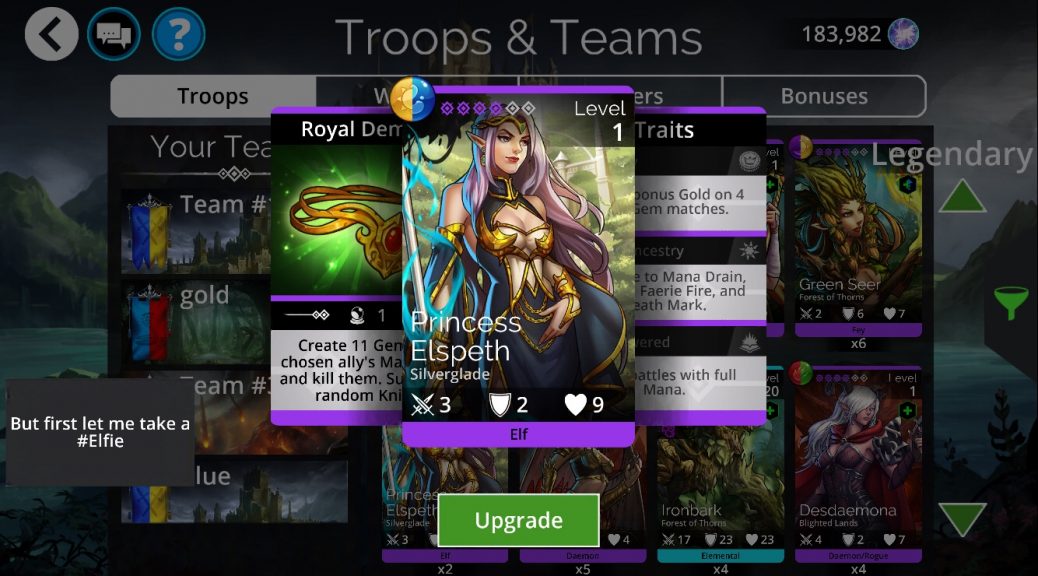 Troops & Teams
183,982
Troops
Bonuses
Royal Dem
Level
1
Traits
Your Tea
Legendary
Team #
gold
Team #
lue
bonus Gold on 4
Gem matches.
ncestry
e to Mana Drain,
Faerie Fire, and
eath Mark.
ered
battles with full
Mana.
1
Create 11 Gem
chosen ally's Ma
and kill them. Su
random Kni
Princess
Elspeth
Silverglade
3
2
9
Elf
Green Seer
Forest of Thorns
2
6
7
Fey
x6
But first let me take a
#Elfie
Upgrade
Princess
Elspeth
Silverglade
3
Elf
x2
4
Daemon
x5
20
Ironbark
Forest of Thorns
17
23
23
Elemental
x4
Level
1
Desdaemona
Blighted Lands
4
2
7
Daemon/Rogue
x4